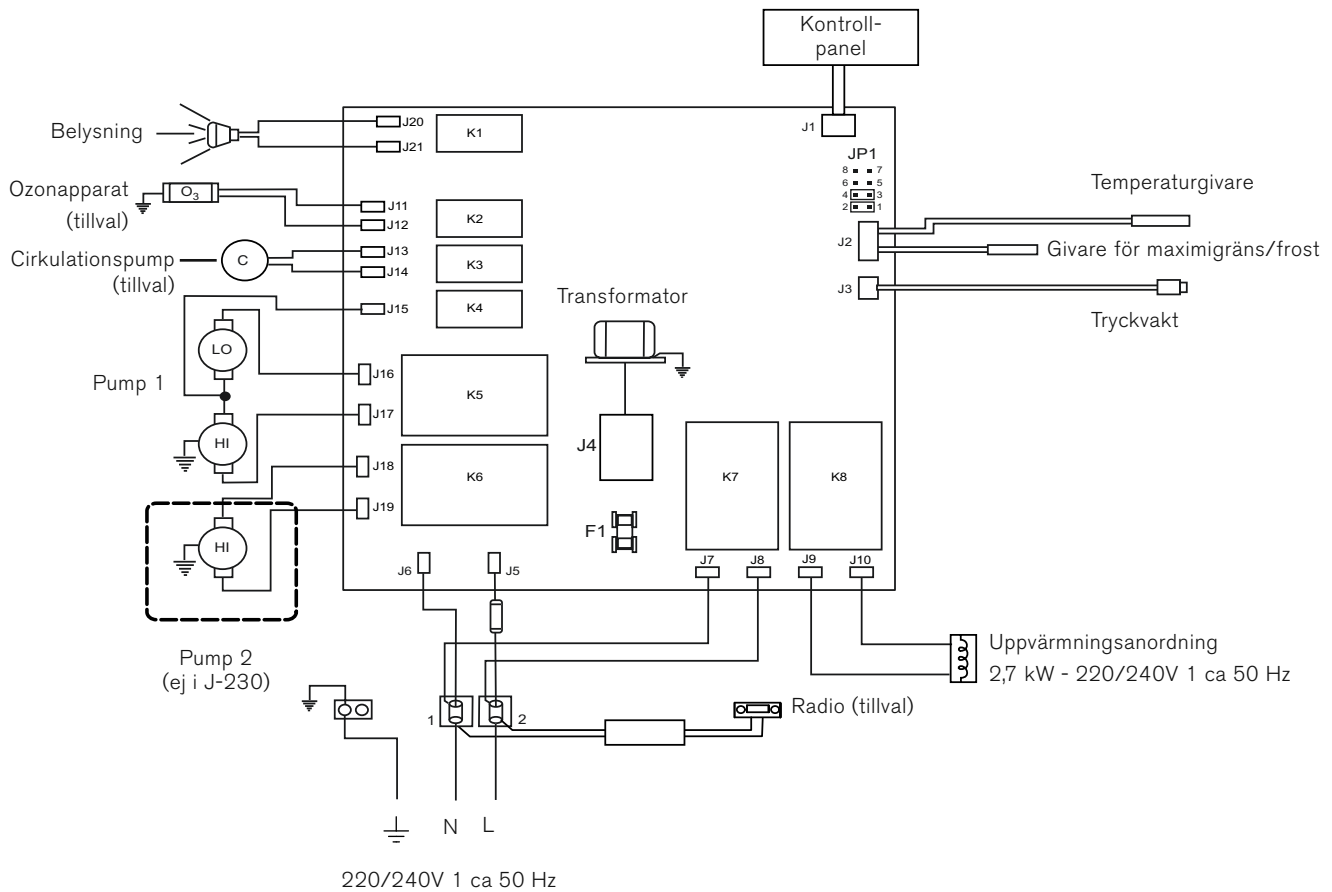 Kontroll-
panel
Belysning
J20
J21
K1
J1
JP1
8 7
6 5
4 3
2 1
Ozonapparat
(tillval)
O3
J11
J12
K2
Temperaturgivare
J2
Givare för maximigräns/frost
Cirkulationspump
(tillval)
C
J13
J14
K3
J3
Tryckvakt
J15
K4
Transformator
LO
Pump 1
J16
K5
J17
HI
J4
J18
K6
J19
K7
K8
HI
F1
J6
J5
J7
J8
J9
J10
Pump 2
(ej i J-230)
Uppvärmningsanordning
2,7 kW - 220/240V 1 ca 50 Hz
1
2
Radio (tillval)
N
L
220/240V 1 ca 50 Hz